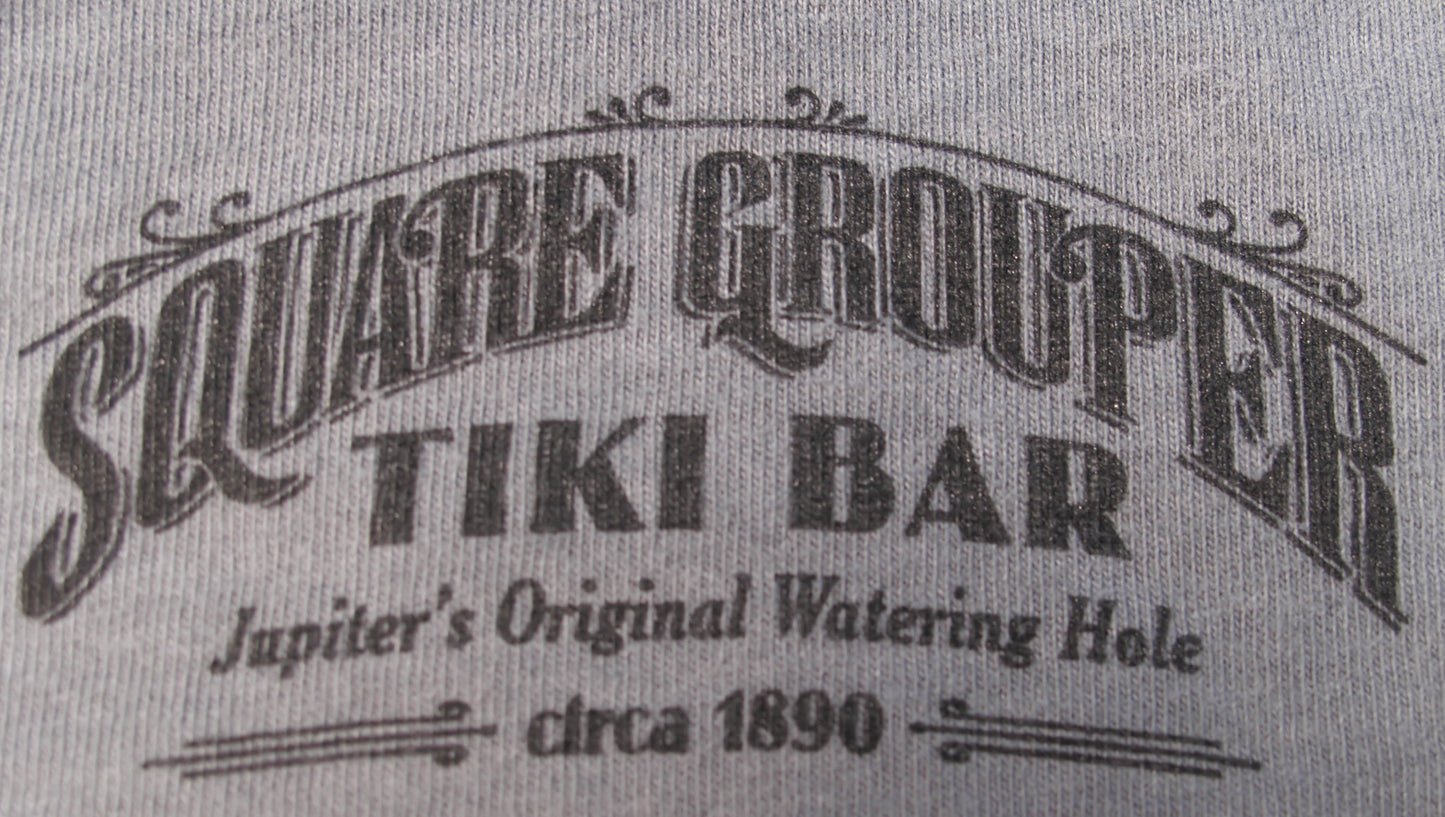 SQUARE GROUPER
TIKI BAR
Jupiter's Original Watering Hole
circa 1890